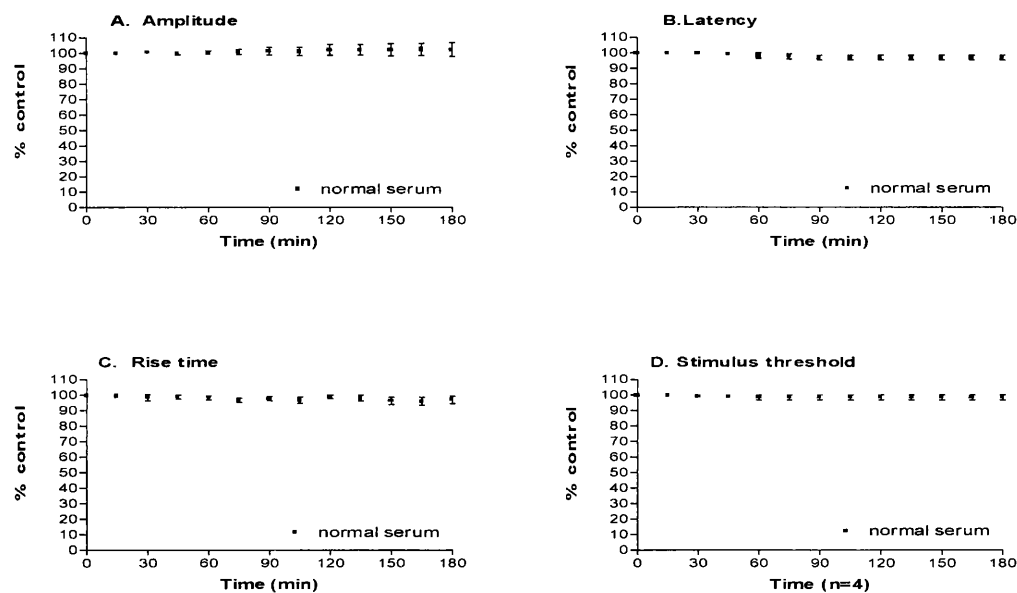 A. Amplitude
110
100
90
80
70
60
50
40
30
20
10
0
% control
normal serum
0 30 60 90 120 150 180
Time (min)
B.Latency
110
100
90
80
70
60
50
40
30
20
10
0
% control
normal serum
0 30 60 90 120 150 180
Time (min)
C. Rise time
110
100
90
80
70
60
50
40
30
20
10
0
% control
normal serum
0 30 60 90 120 150 180
Time (min)
D. Stimulus threshold
110
100
90
80
70
60
50
40
30
20
10
0
% control
normal serum
0 30 60 90 120 150 180
Time (n=4)